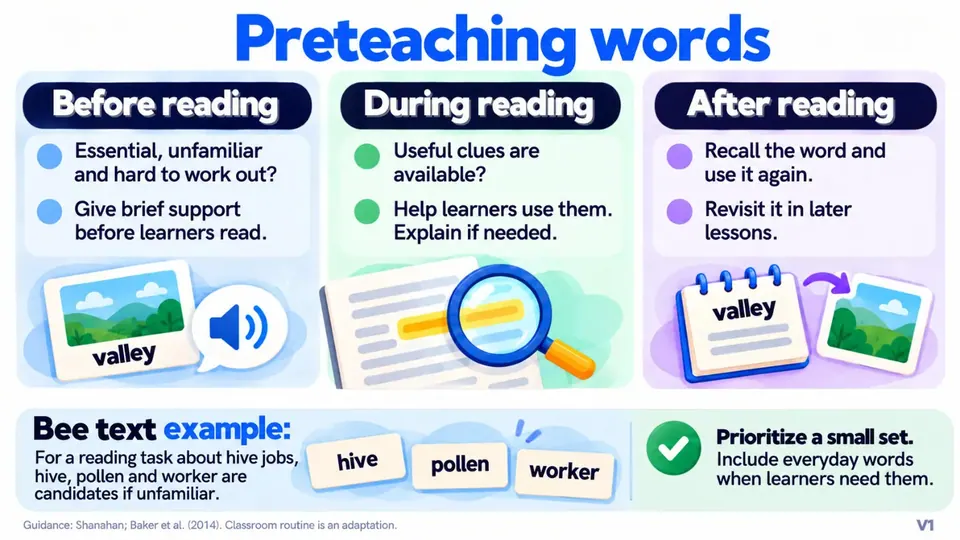 Preteaching words
Before reading
Essential, unfamiliar
and hard to work out?
Give brief support
before learners read.
valley
During reading
Useful clues are
available?
Help learners use them.
Explain if needed.
After reading
Recall the word and
use it again.
Revisit it in later
lessons.
valley
Bee text example:
For a reading task about hive jobs,
hive, pollen and worker are
candidates if unfamiliar.
hive
pollen
worker
Prioritize a small set.
Include everyday words
when learners need them.
Guidance: Shanahan; Baker et al. (2014). Classroom routine is an adaptation.
V1